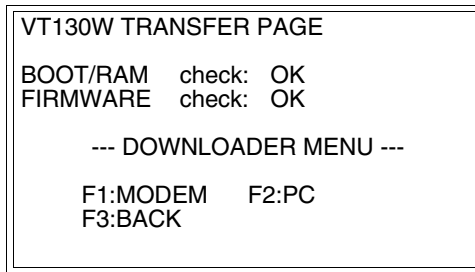 VT130W TRANSFER PAGE
BOOT/RAM check: OK
FIRMWARE check: OK
--- DOWNLOADER MENU ---
F1:MODEM F2:PC
F3:BACK